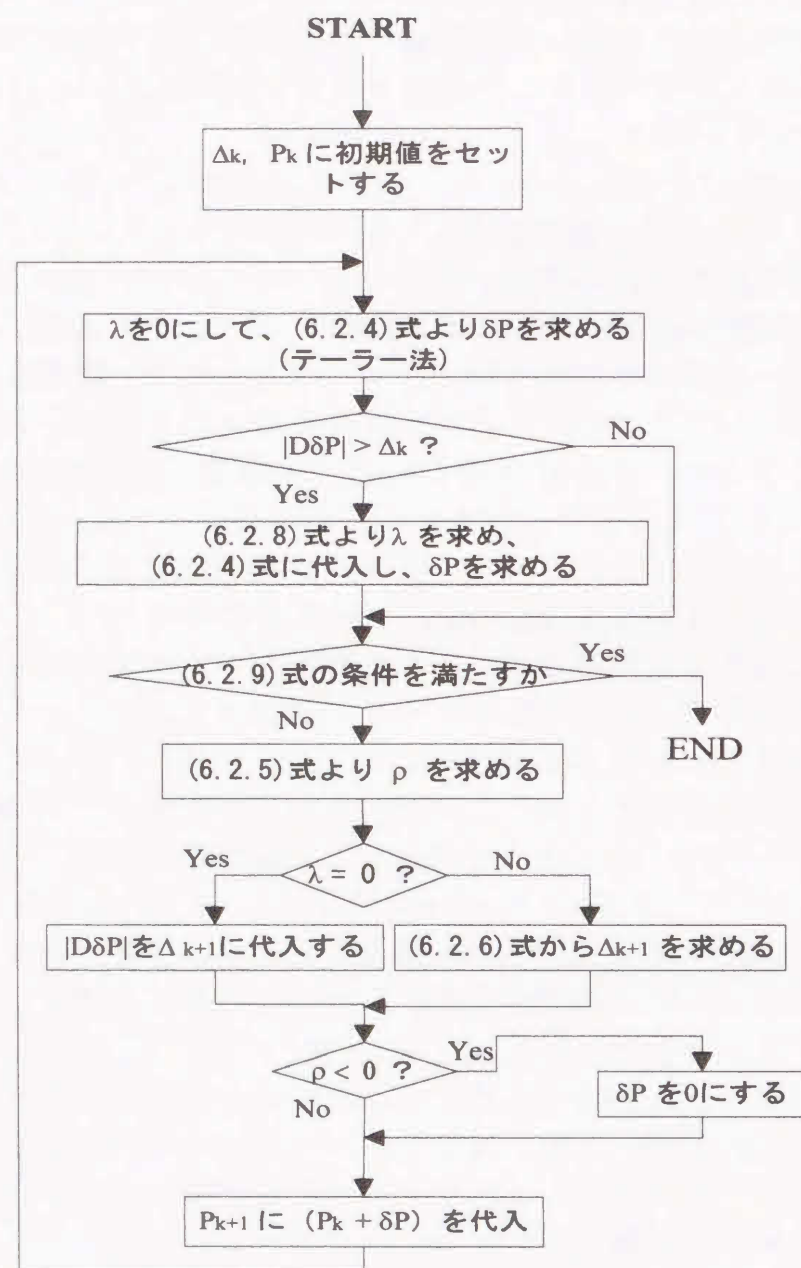 START
Δk, Pk に初期値をセッ
トする
λを0にして、(6.2.4)式よりδPを求める
(テーラー法)
|DδP| > Δk ?
No
Yes
(6.2.8)式よりλ を求め、
(6.2.4)式に代入し、δPを求める
(6.2.9)式の条件を満たすか
Yes
No
END
(6.2.5)式より ρ を求める
Yes
λ = 0 ?
No
|DδP|をΔ k+1に代入する
(6.2.6)式からΔk+1 を求める
ρ < 0 ?
Yes
No
δP を0にする
Pk+1 に (Pk + δP) を代入